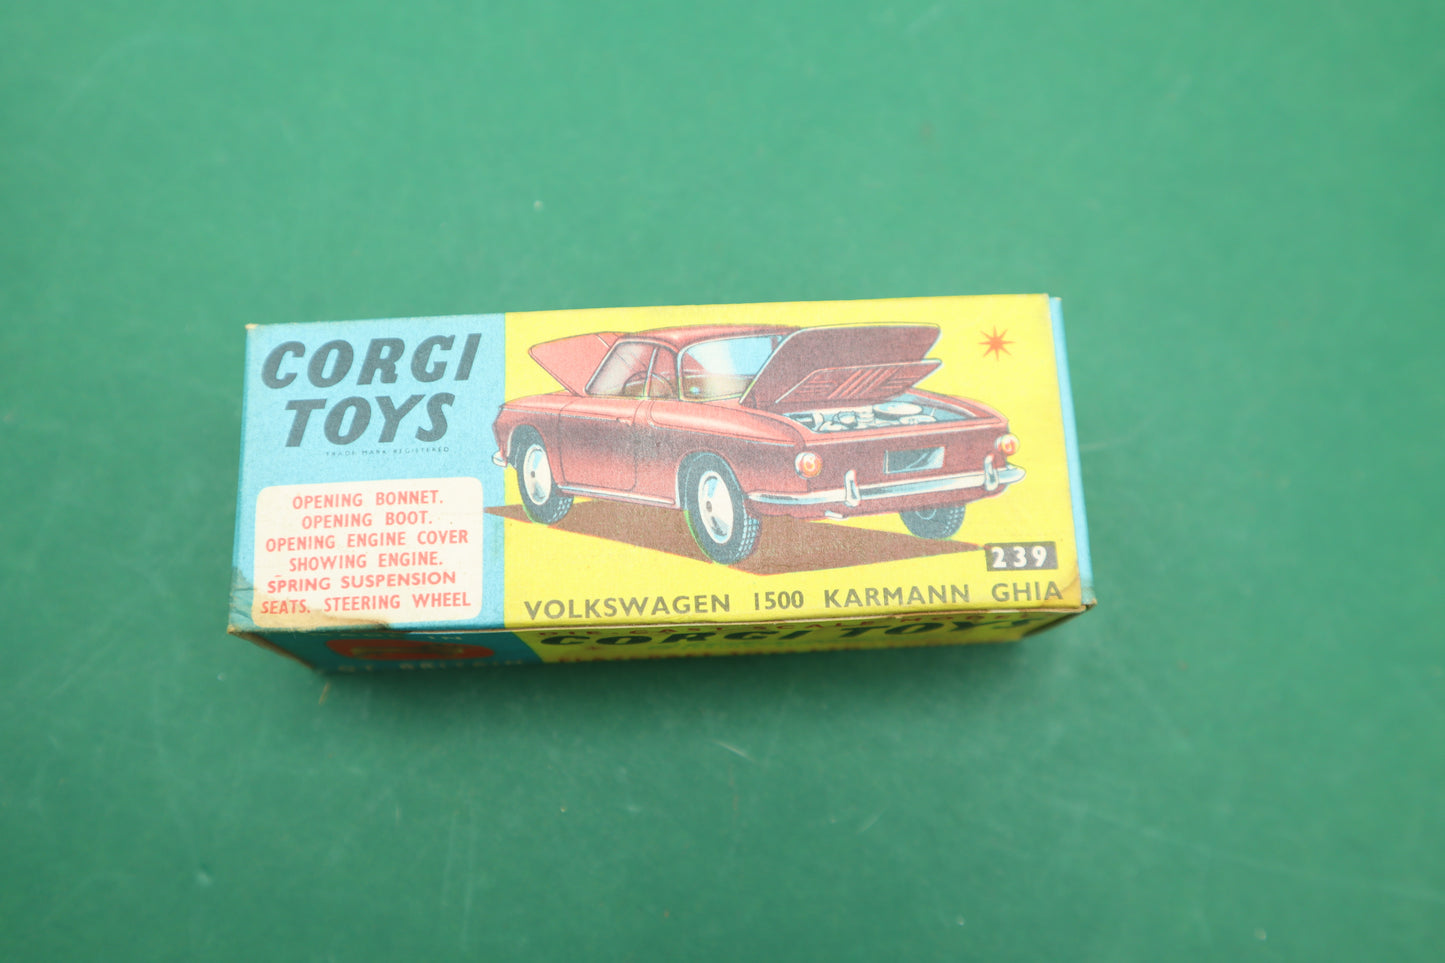 CORGI
TOYS
TRADE MARK REGISTERED
OPENING BONNET.
OPENING BOOT.
OPENING ENGINE COVER
SHOWING ENGINE.
SPRING SUSPENSION
SEATS. STEERING WHEEL
239
VOLKSWAGEN 1500 KARMANN GHIA
IN
CORGI TOYS